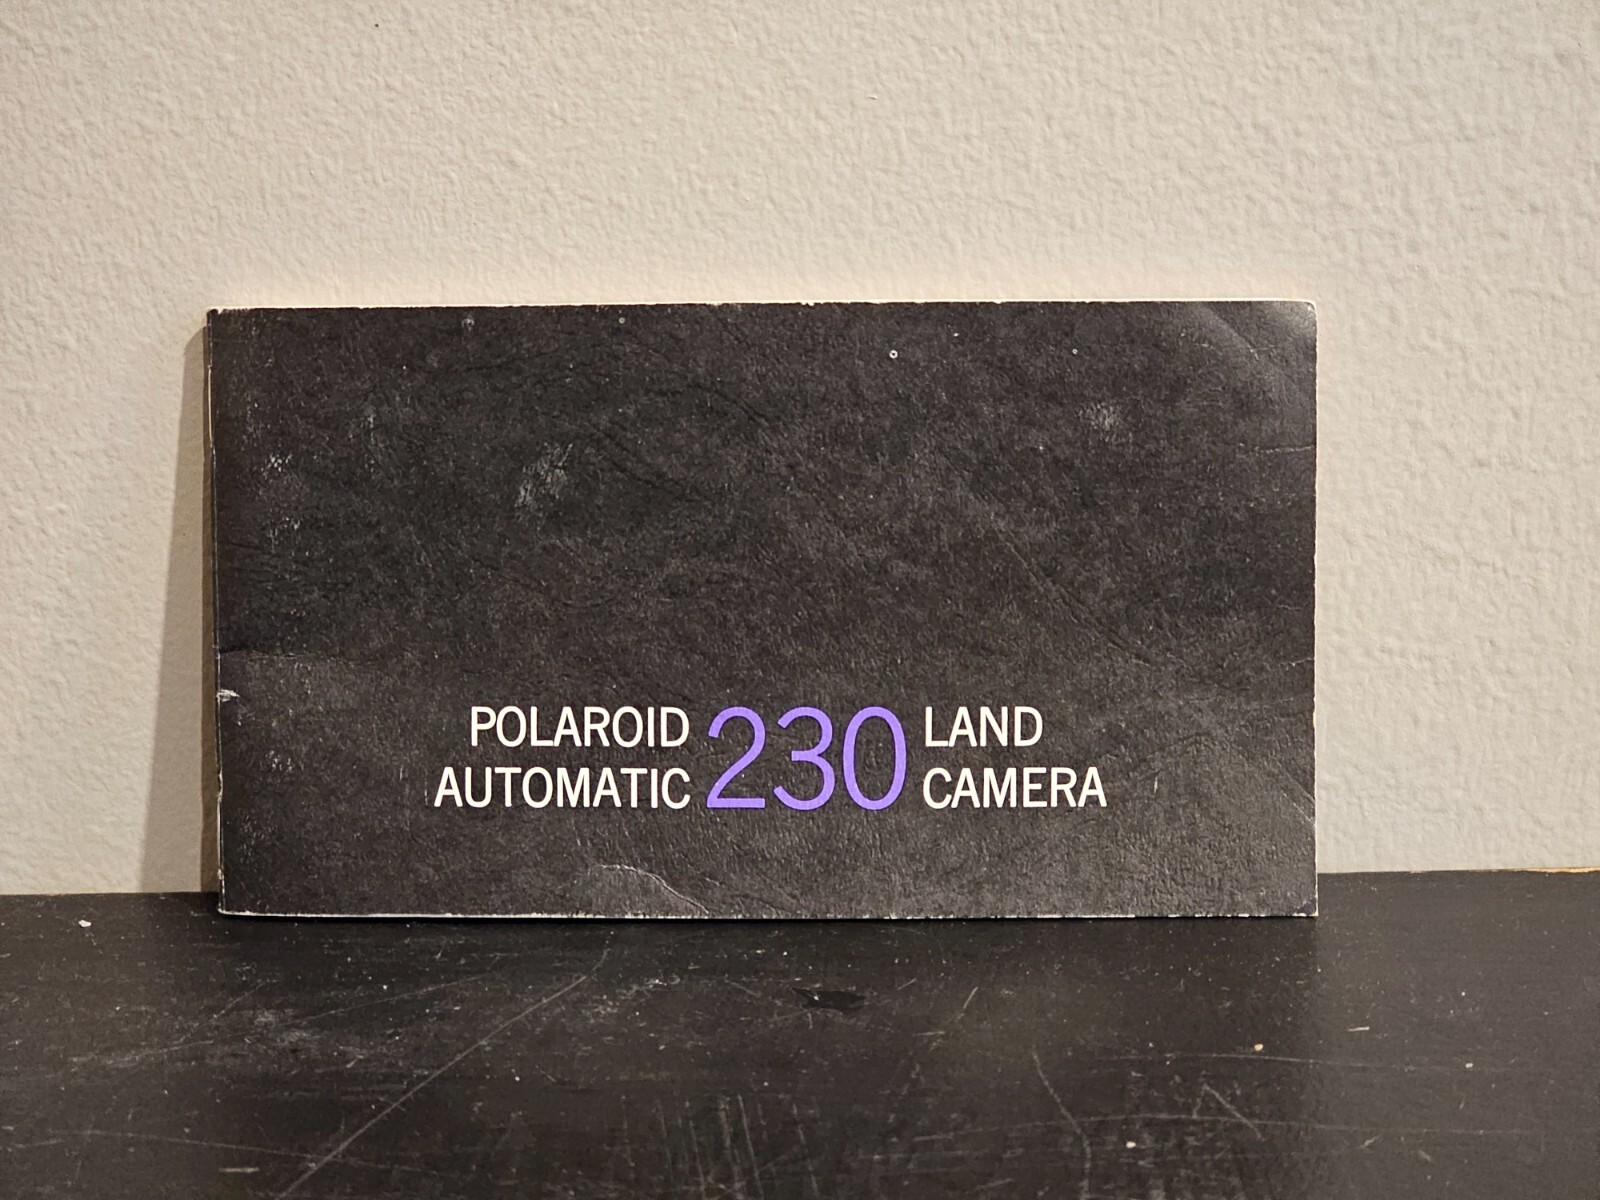 POLAROID
AUTOMATIC
230
LAND
CAMERA